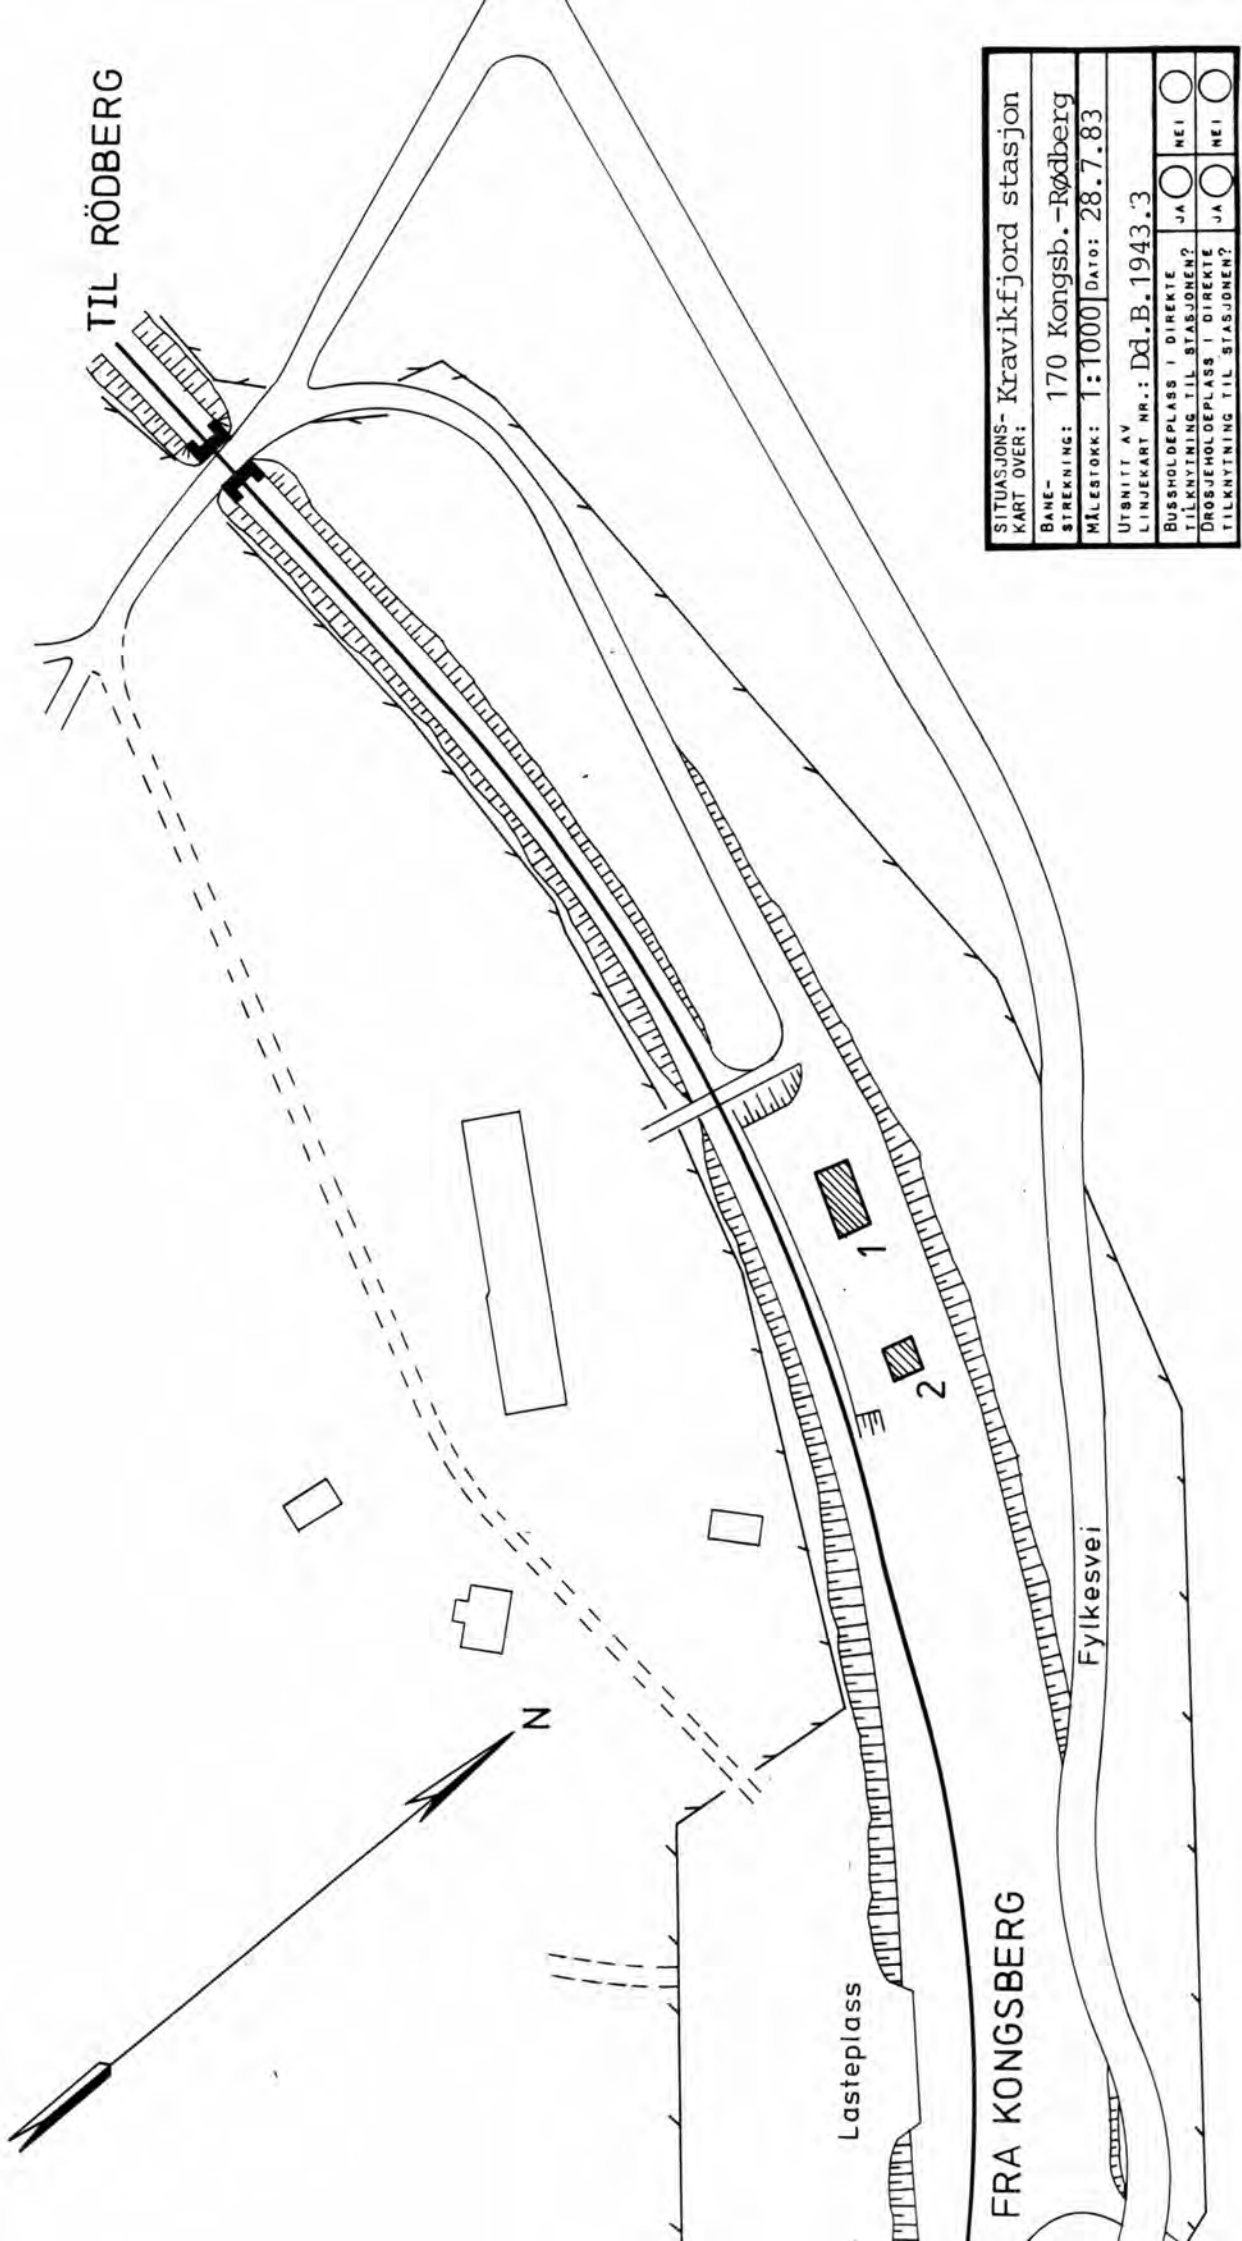 TIL RÖDBERG
N
1
2
Fylkesvei
Lasteplass
FRA KONGSBERG
SITUASJONS-
KART OVER: Kravikfjord stasjon
BANE-
STREKNING: 170 Kongsb.-Rødberg
MÅLESTOKK: 1:1000 DATO: 28.7.83
UTSNITT AV
LINJEKART NR.: Dd.B.1943.3
BUSSHOLDEPLASS I DIREKTE
TILKNYTNING TIL STASJONEN? JA NEI
DROSJEHOLDEPLASS I DIREKTE
TILKNYTNING TIL STASJONEN? JA NEI